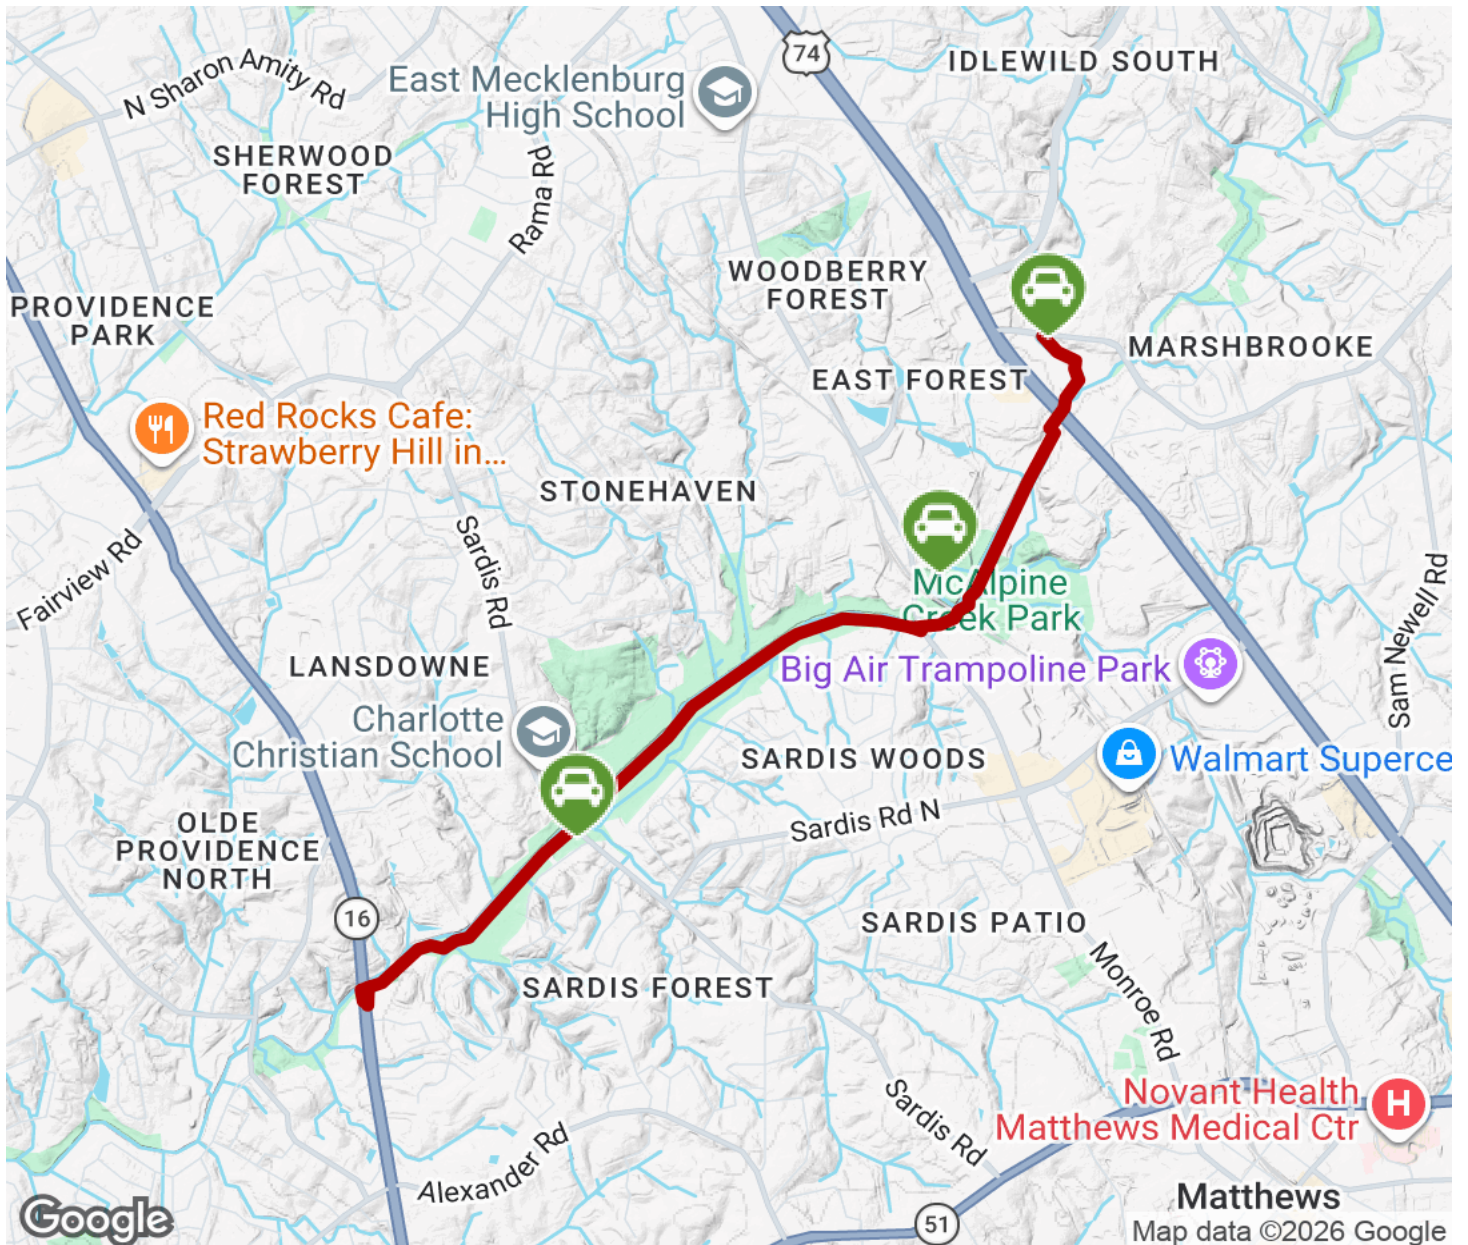 74
IDLEWILD SOUTH
East Mecklenburg
High School
N Sharon Amity Rd
SHERWOOD
FOREST
Rama Rd
WOODBERRY
FOREST
PROVIDENCE
PARK
MARSHBROOKE
EAST FOREST
Red Rocks Cafe:
Strawberry Hill in...
STONEHAVEN
Sardis Rd
Fairview Rd
McAlpine
Creek Park
Sam Newell Rd
LANSDOWNE
Big Air Trampoline Park
Charlotte
Christian School
SARDIS WOODS
Walmart Superce
Sardis Rd N
OLDE
PROVIDENCE
NORTH
16
SARDIS PATIO
SARDIS FOREST
Monroe Rd
Sardis Rd
Novant Health
Matthews Medical Ctr
H
Alexander Rd
Matthews
51
Google
Map data ©2026 Google